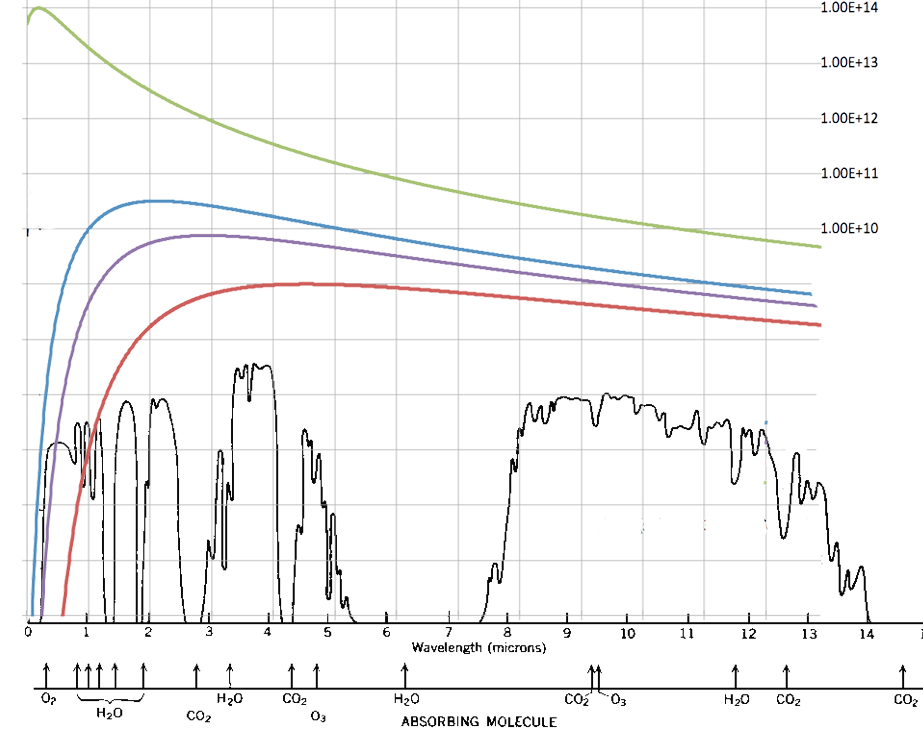 1.00E+14
1.00E+13
1.00E+12
1.00E+11
1.00E+10
0 1 2 3 4 5 6 7 8 9 10 11 12 13 14
Wavelength (microns)
O₂ H₂O CO₂ H₂O CO₂ O₃ H₂O CO₂ O₃ H₂O CO₂ CO₂
ABSORBING MOLECULE